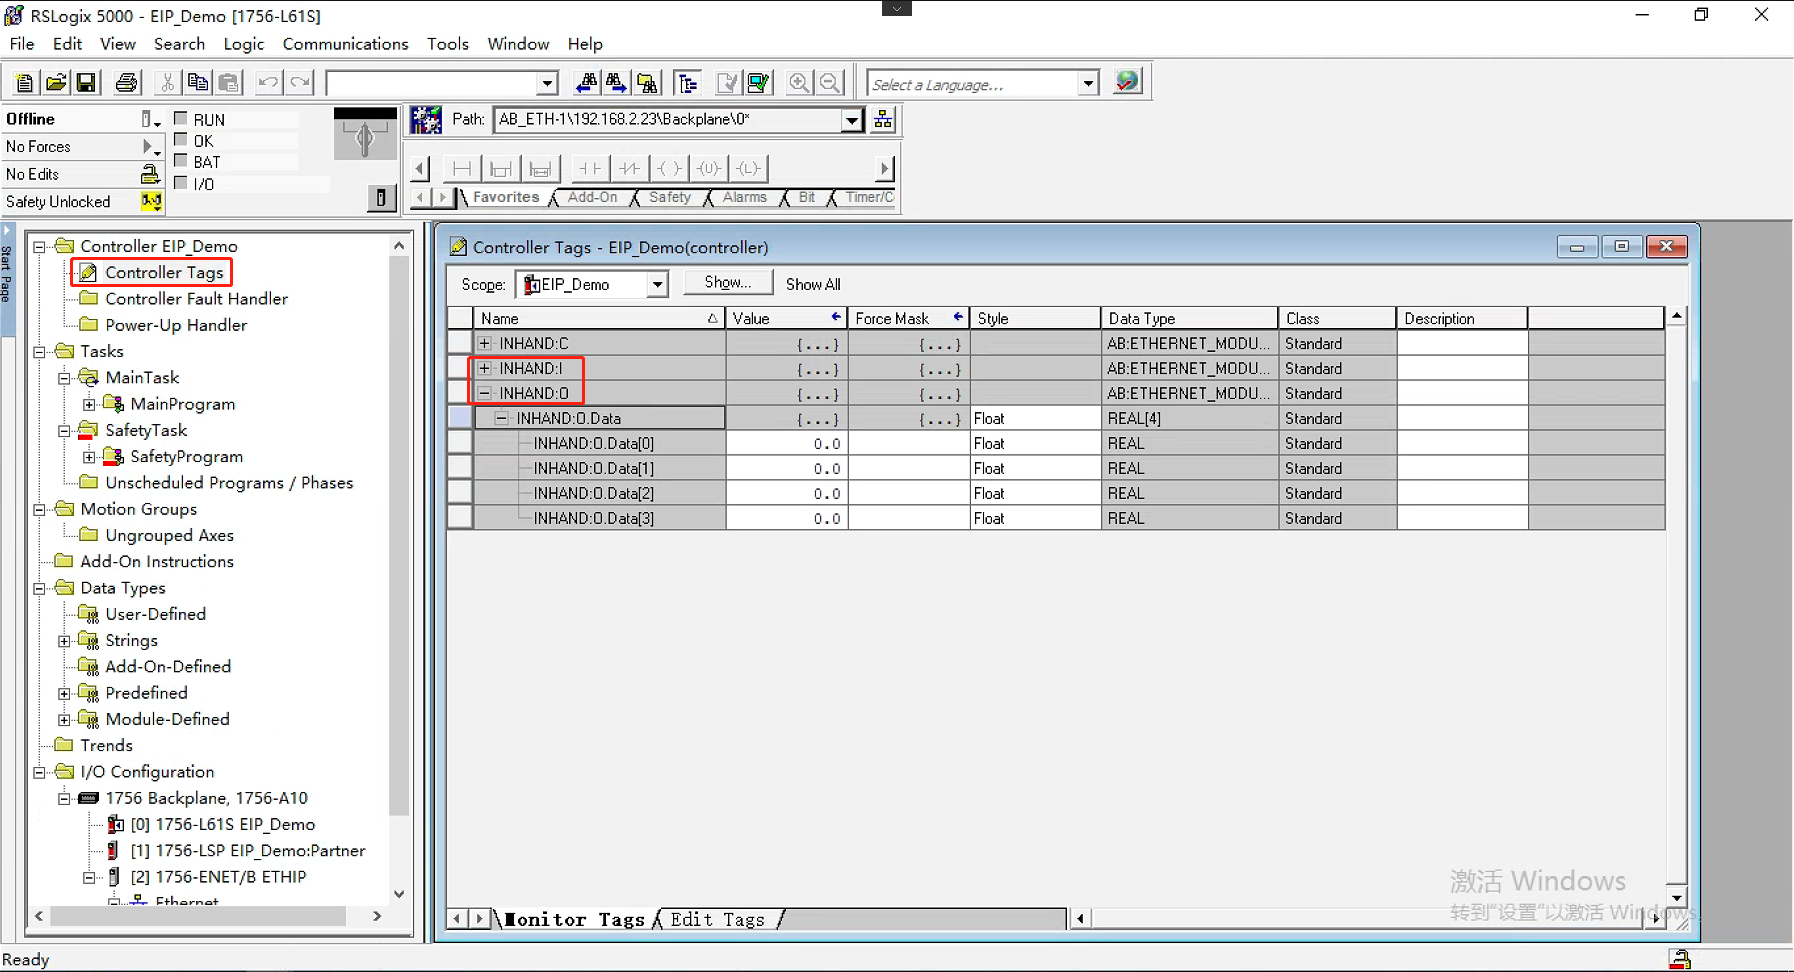 RSLogix 5000 - EIP_Demo [1756-L61S]
File Edit View Search Logic Communications Tools Window Help
Select a Language...
Offline
RUN
No Forces
OK
No Edits
BAT
Safety Unlocked
I/O
Path: AB_ETH-1\192.168.2.23\Backplane\0*
Favorites Add-On Safety Alarms Bit Timer/C
Start Page
Controller EIP_Demo
Controller Tags
Controller Fault Handler
Power-Up Handler
Tasks
MainTask
MainProgram
SafetyTask
SafetyProgram
Unscheduled Programs / Phases
Motion Groups
Ungrouped Axes
Add-On Instructions
Data Types
User-Defined
Strings
Add-On-Defined
Predefined
Module-Defined
Trends
I/O Configuration
1756 Backplane, 1756-A10
[0] 1756-L61S EIP_Demo
[1] 1756-LSP EIP_Demo:Partner
[2] 1756-ENET/B ETHIP
Ethernet
Controller Tags - EIP_Demo(controller)
Scope: EIP_Demo Show... Show All
Name Value Force Mask Style Data Type Class Description
INHAND:C {...} {...} AB:ETHERNET_MODU... Standard
INHAND:I {...} {...} AB:ETHERNET_MODU... Standard
INHAND:O {...} {...} AB:ETHERNET_MODU... Standard
INHAND:O.Data {...} {...} Float REAL[4] Standard
INHAND:O.Data[0] 0.0 Float REAL Standard
INHAND:O.Data[1] 0.0 Float REAL Standard
INHAND:O.Data[2] 0.0 Float REAL Standard
INHAND:O.Data[3] 0.0 Float REAL Standard
激活 Windows
转到"设置"以激活 Windows。
Monitor Tags Edit Tags
Ready